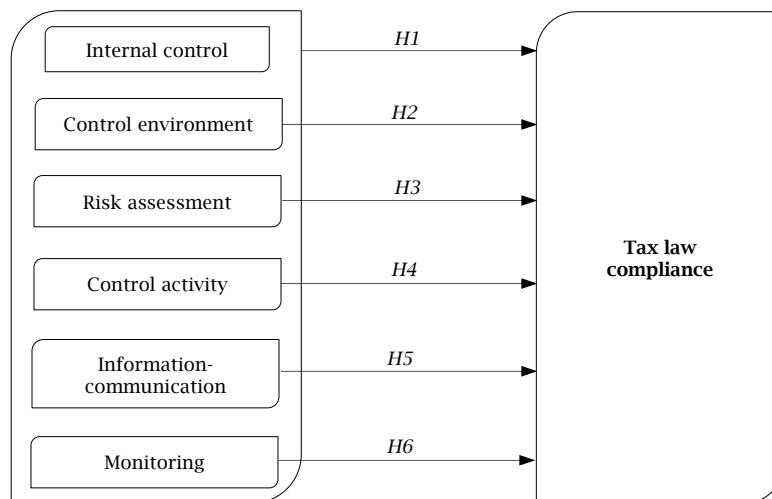 Internal control
H1
Control environment
H2
Risk assessment
H3
Control activity
H4
Information-
communication
H5
Monitoring
H6
Tax law
compliance